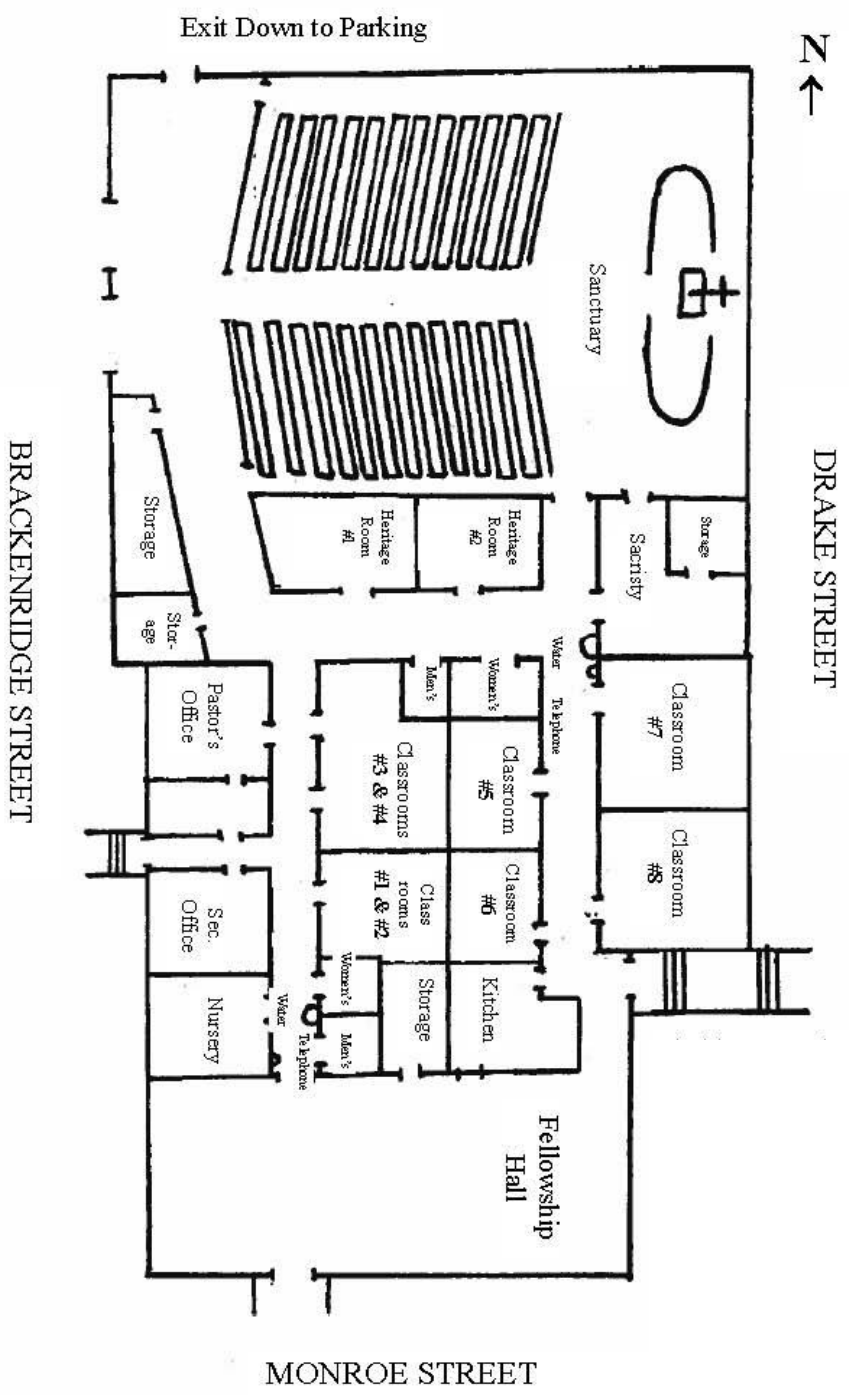 Exit Down to Parking
N
Sanctuary
DRAKE STREET
BRACKENRIDGE STREET
Storage
Stor-
age
Heritage
Room
#1
Heritage
Room
#2
Storage
Sacristy
Water
Telephone
Men's
Women's
Pastor's
Office
Classrooms
#3 & #4
Classroom
#5
Classroom
#7
Class
rooms
#1 & #2
Classroom
#6
Classroom
#8
Sec.
Office
Women's
Storage
Kitchen
Nursery
Water
Telephone
Men's
Fellowship
Hall
MONROE STREET